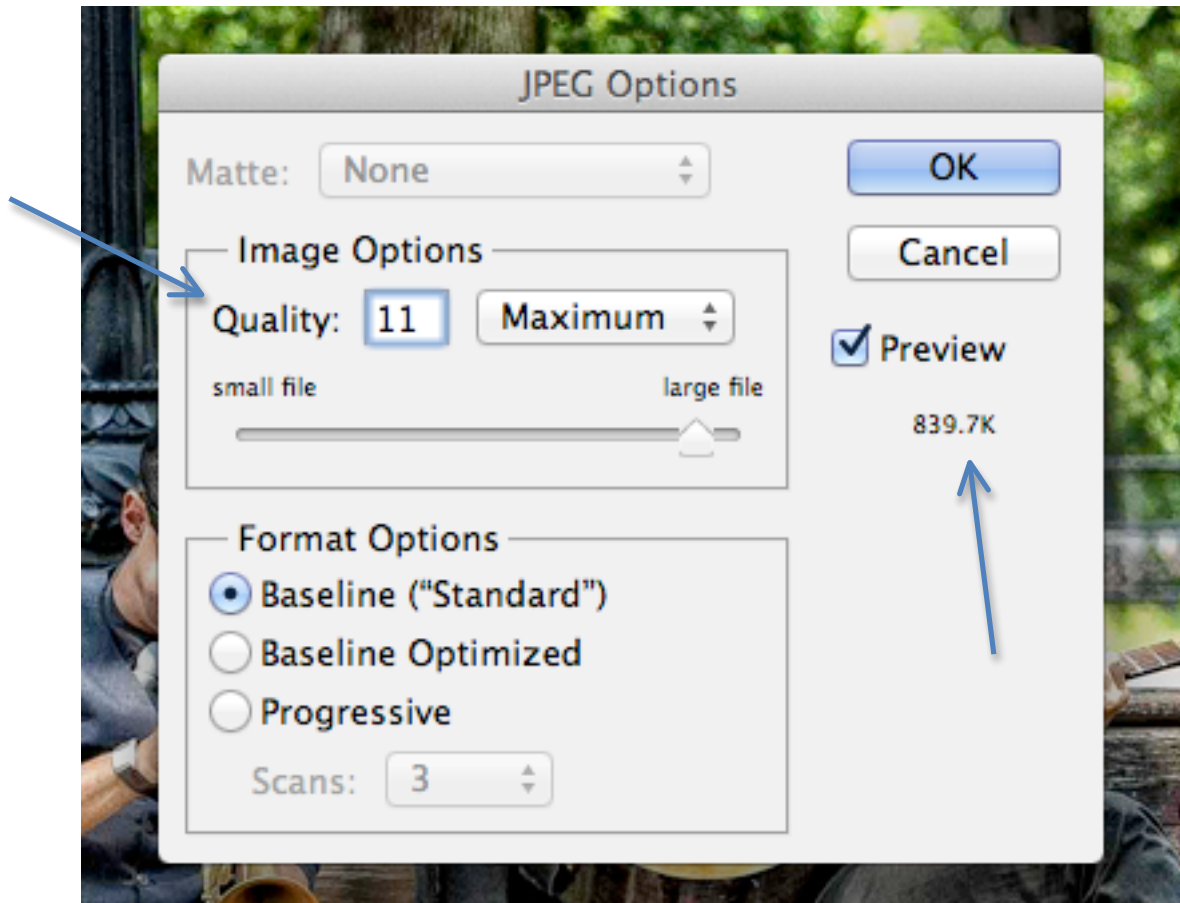 JPEG Options
Matte: None
OK
Image Options
Cancel
Quality: 11 Maximum
Preview
small file large file
839.7K
Format Options
Baseline (“Standard”)
Baseline Optimized
Progressive
Scans: 3